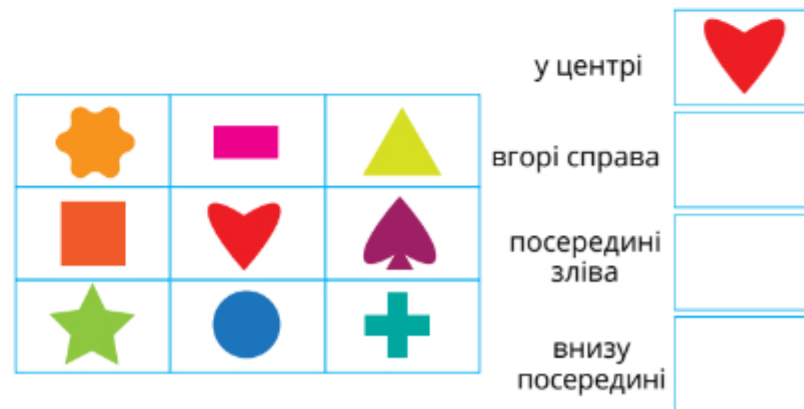 у центрі
вгорі справа
посередині
зліва
внизу
посередині